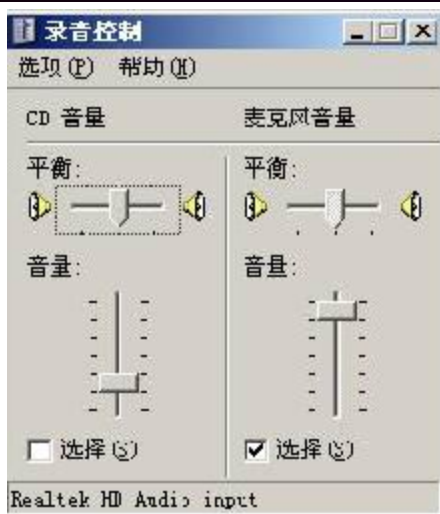 录音控制
选项(P) 帮助(H)
CD 音量 麦克风音量
平衡: 平衡:
音量: 音量:
选择(S) 选择(S)
Realtek HD Audio input